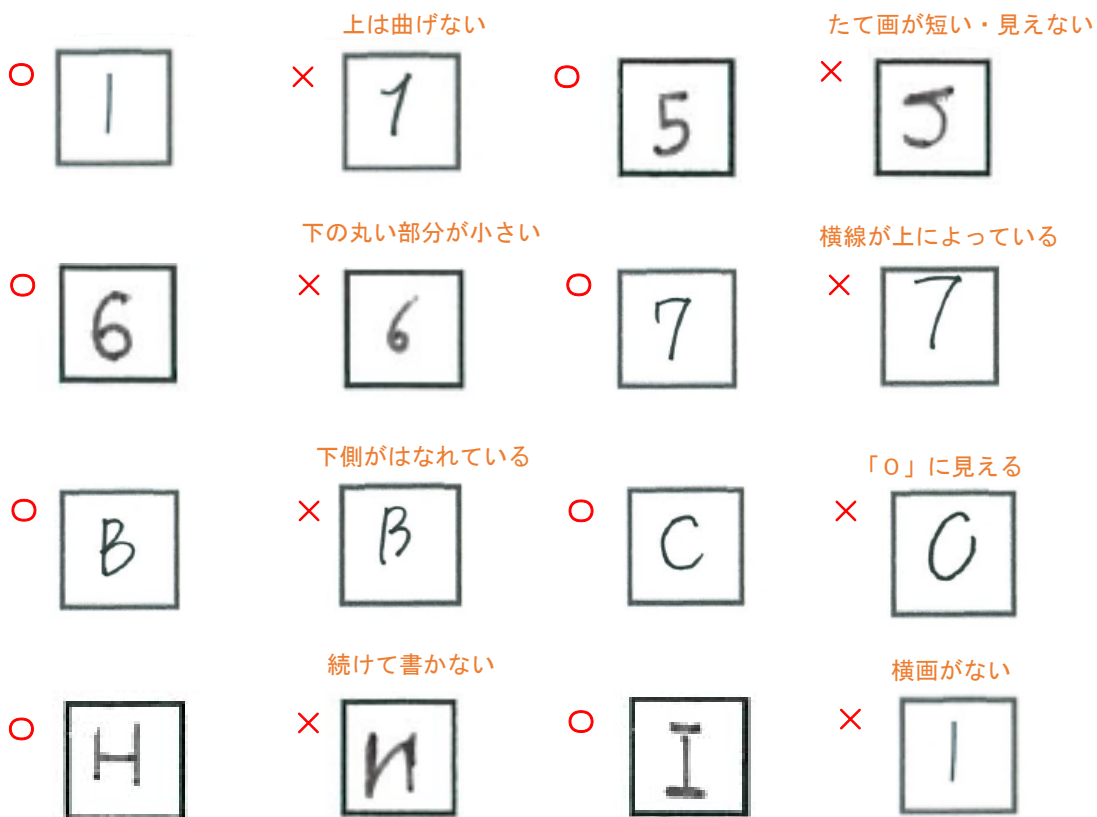 上は曲げない
たて画が短い・見えない
○ 1 × 1 ○ 5 × 5
下の丸い部分が小さい
横線が上によっている
○ 6 × 6 ○ 7 × 7
下側がはなれている
「０」に見える
○ B × B ○ C × C
続けて書かない
横画がない
○ H × H ○ I × I